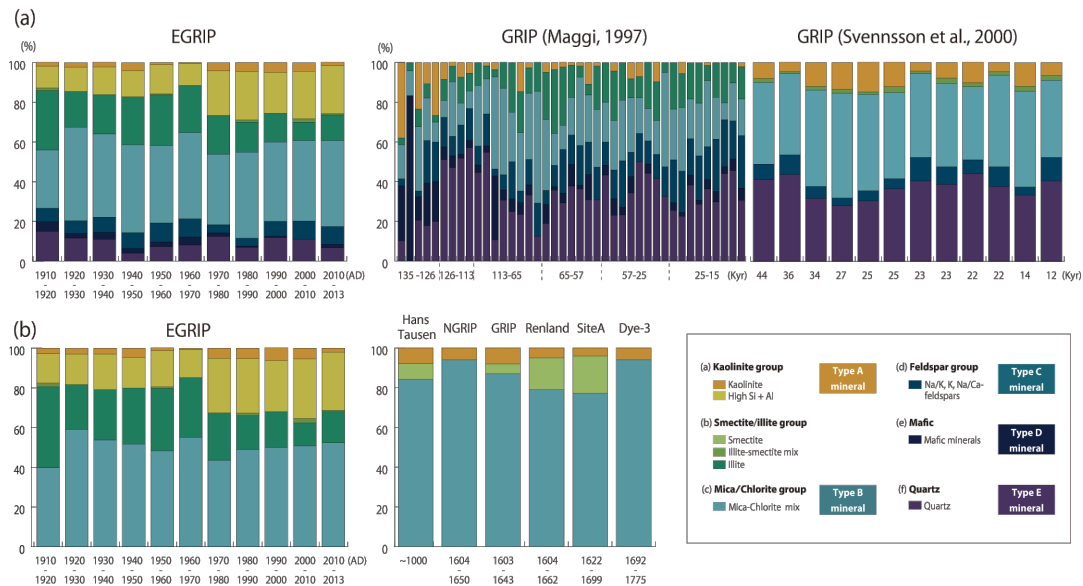 (a)
EGRIP
GRIP (Maggi, 1997)
GRIP (Svennsson et al., 2000)
(%)
(%)
(%)
100
80
60
40
20
0
100
80
60
40
20
0
100
80
60
40
20
0
1910 1920 1930 1940 1950 1960 1970 1980 1990 2000 2010 (AD)
- - - - - - - - - - -
1920 1930 1940 1950 1960 1970 1980 1990 2000 2010 2013
135 -126 126-113 113-65 65-57 57-25 25-15 (Kyr)
44 36 34 27 25 25 23 23 22 22 14 12 (Kyr)
(b)
EGRIP
Hans Tausen
NGRIP
GRIP
Renland
SiteA
Dye-3
100
80
60
40
20
0
100
80
60
40
20
0
1910 1920 1930 1940 1950 1960 1970 1980 1990 2000 2010 (AD)
- - - - - - - - - - -
1920 1930 1940 1950 1960 1970 1980 1990 2000 2010 2013
~1000 1604 1603 1604 1622 1692
- - - - -
1650 1643 1662 1699 1775
(a) Kaolinite group
Kaolinite
High Si + Al
Type A
mineral
(b) Smectite/illite group
Smectite
Illite-smectite mix
Illite
(c) Mica/Chlorite group
Mica-Chlorite mix
Type B
mineral
(d) Feldspar group
Na/K, K, Na/Ca-
feldspars
Type C
mineral
(e) Mafic
Mafic minerals
Type D
mineral
(f) Quartz
Quartz
Type E
mineral